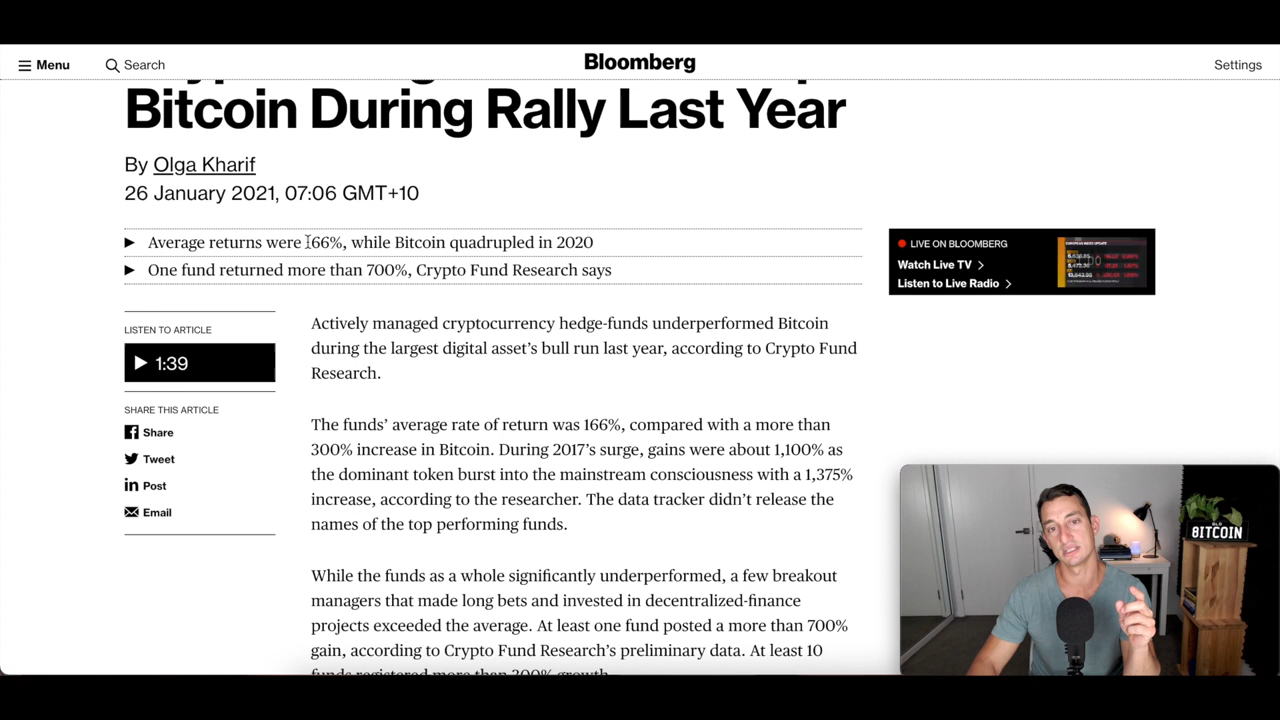 Menu
Search
Bloomberg
Settings
Bitcoin During Rally Last Year
By Olga Kharif
26 January 2021, 07:06 GMT+10
Average returns were 166%, while Bitcoin quadrupled in 2020
One fund returned more than 700%, Crypto Fund Research says
LIVE ON BLOOMBERG
Watch Live TV
Listen to Live Radio
LISTEN TO ARTICLE
1:39
SHARE THIS ARTICLE
Share
Tweet
Post
Email
Actively managed cryptocurrency hedge-funds underperformed Bitcoin
during the largest digital asset’s bull run last year, according to Crypto Fund
Research.
The funds’ average rate of return was 166%, compared with a more than
300% increase in Bitcoin. During 2017’s surge, gains were about 1,100% as
the dominant token burst into the mainstream consciousness with a 1,375%
increase, according to the researcher. The data tracker didn’t release the
names of the top performing funds.
While the funds as a whole significantly underperformed, a few breakout
managers that made long bets and invested in decentralized-finance
projects exceeded the average. At least one fund posted a more than 700%
gain, according to Crypto Fund Research’s preliminary data. At least 10
funds registered more than 200% growth.
BITCOIN